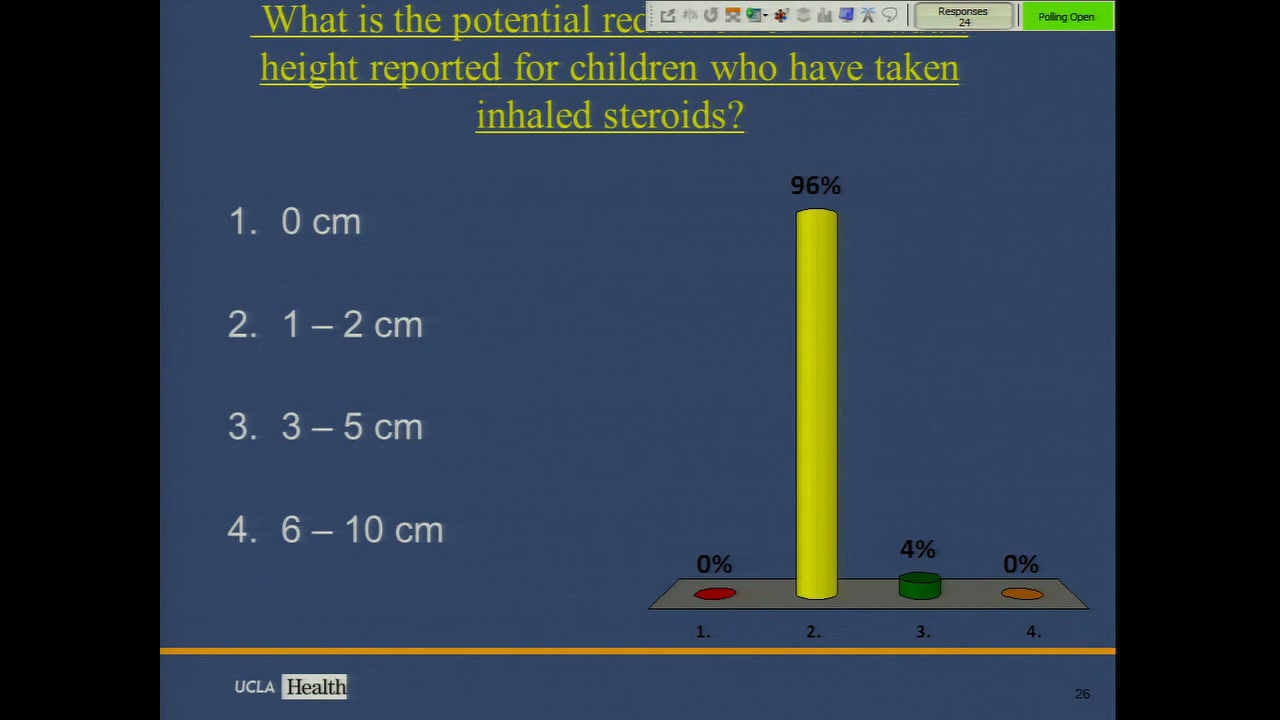 What is the potential
height reported for children who have taken
inhaled steroids?
Responses
24
Polling Open
1. 0 cm
2. 1 – 2 cm
3. 3 – 5 cm
4. 6 – 10 cm
96%
0%
4%
0%
1.
2.
3.
4.
UCLA Health
26